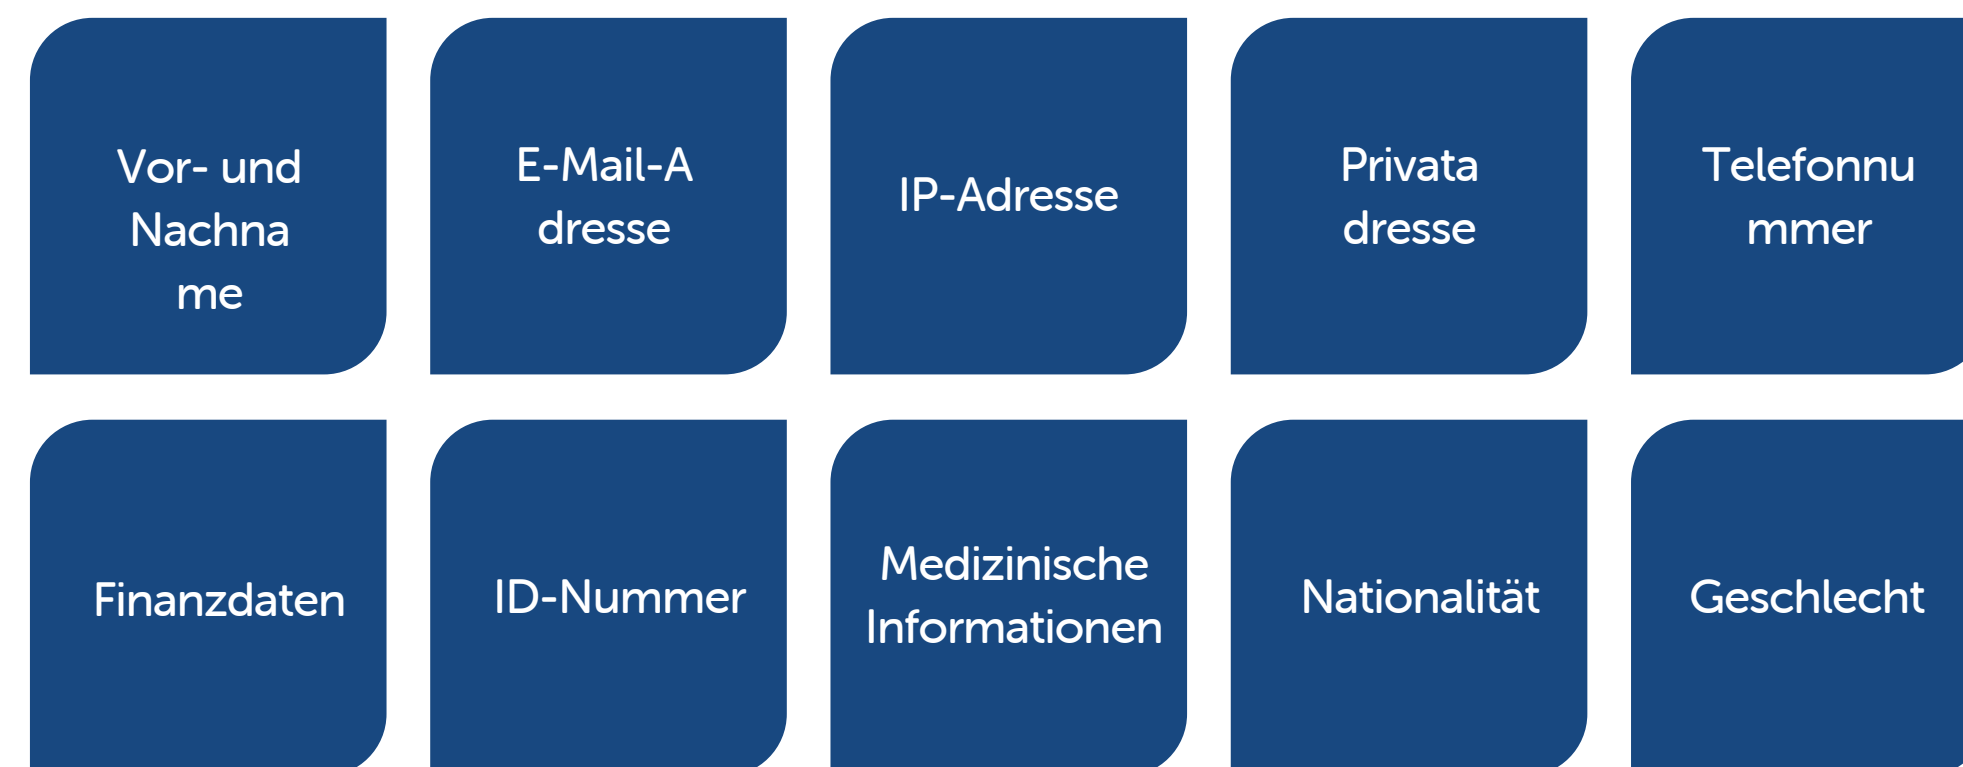 Vor- und
Nachna
me
E-Mail-A
dresse
IP-Adresse
Privata
dresse
Telefonnu
mmer
Finanzdaten
ID-Nummer
Medizinische
Informationen
Nationalität
Geschlecht